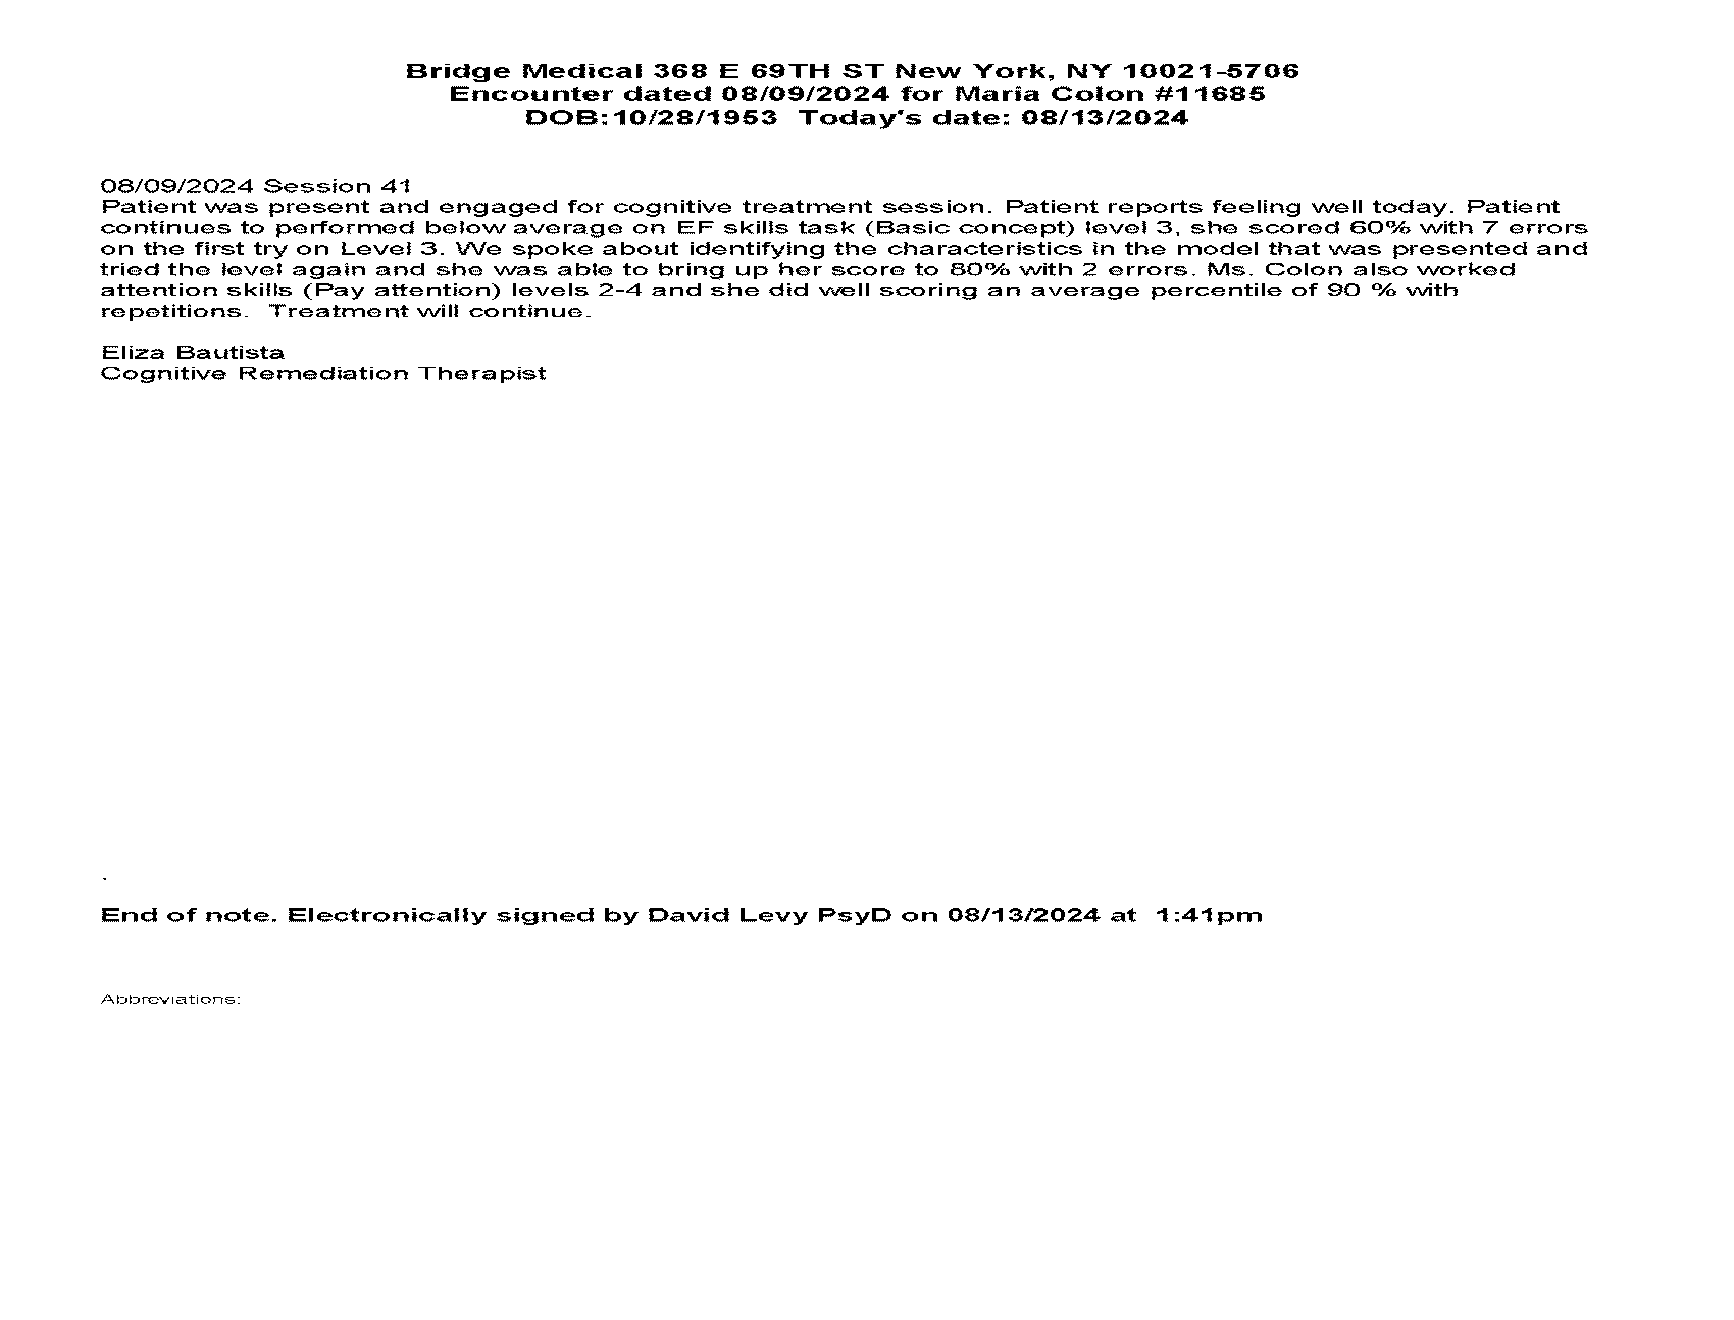 Bridge Medical 368 E 69TH ST New York, NY 10021-5706
Encounter dated 08/09/2024 for Maria Colon #11685
DOB:10/28/1953  Today's date: 08/13/2024
08/09/2024 Session 41
Patient was present and engaged for cognitive treatment session. Patient reports feeling well today. Patient
continues to performed below average on EF skills task (Basic concept) level 3, she scored 60% with 7 errors
on the first try on Level 3. We spoke about identifying the characteristics in the model that was presented and
tried the level again and she was able to bring up her score to 80% with 2 errors. Ms. Colon also worked
attention skills (Pay attention) levels 2-4 and she did well scoring an average percentile of 90 % with
repetitions.  Treatment will continue.
Eliza Bautista
Cognitive Remediation Therapist
.
End of note. Electronically signed by David Levy PsyD on 08/13/2024 at  1:41pm
Abbreviations: